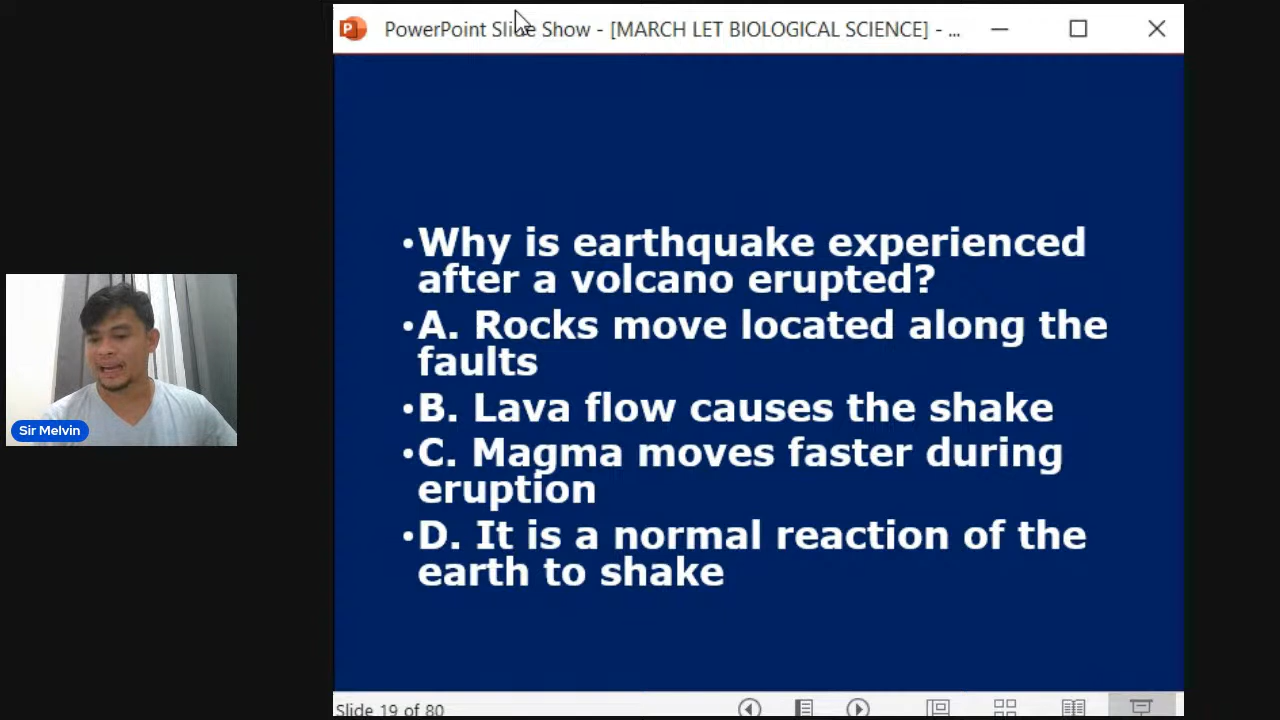 PowerPoint Slide Show - [MARCH LET BIOLOGICAL SCIENCE] - ...
•Why is earthquake experienced
after a volcano erupted?
•A. Rocks move located along the
faults
•B. Lava flow causes the shake
•C. Magma moves faster during
eruption
•D. It is a normal reaction of the
earth to shake
Sir Melvin
Slide 19 of 80